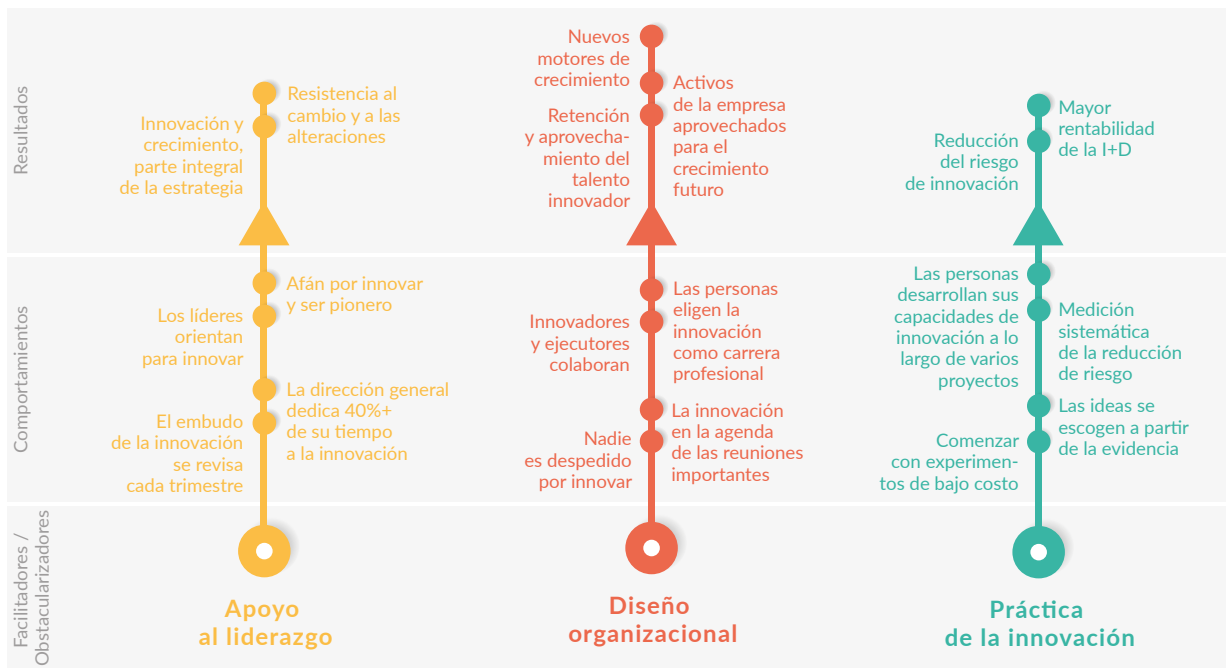 Resultados
Innovación y
crecimiento,
parte integral
de la estrategia
Resistencia al
cambio y a las
alteraciones
Nuevos
motores de
crecimiento
Retención
y aprovecha-
miento del
talento
innovador
Activos
de la empresa
aprovechados
para el
crecimiento
futuro
Reducción
del riesgo
de innovación
Mayor
rentabilidad
de la I+D
Comportamientos
Afán por innovar
y ser pionero
Los líderes
orientan
para innovar
La dirección general
dedica 40%+
de su tiempo
a la innovación
El embudo
de la innovación
se revisa
cada trimestre
Las personas
eligen la
innovación
como carrera
profesional
Innovadores
y ejecutores
colaboran
La innovación
en la agenda
de las reuniones
importantes
Nadie
es despedido
por innovar
Las personas
desarrollan sus
capacidades de
innovación a lo
largo de varios
proyectos
Medición
sistemática
de la reducción
de riesgo
Las ideas se
escogen a partir
de la evidencia
Comenzar
con experimen-
tos de bajo costo
Facilitadores /
Obstacularizadores
Apoyo
al liderazgo
Diseño
organizacional
Práctica
de la innovación